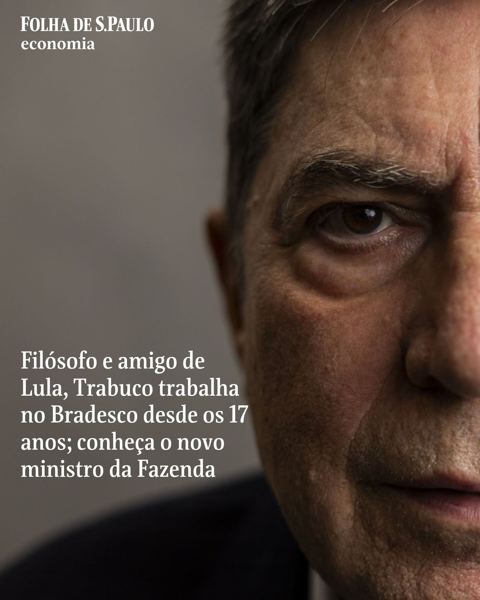 FOLHA DE S.PAULO
economia
Filósofo e amigo de
Lula, Trabuco trabalha
no Bradesco desde os 17
anos; conheça o novo
ministro da Fazenda